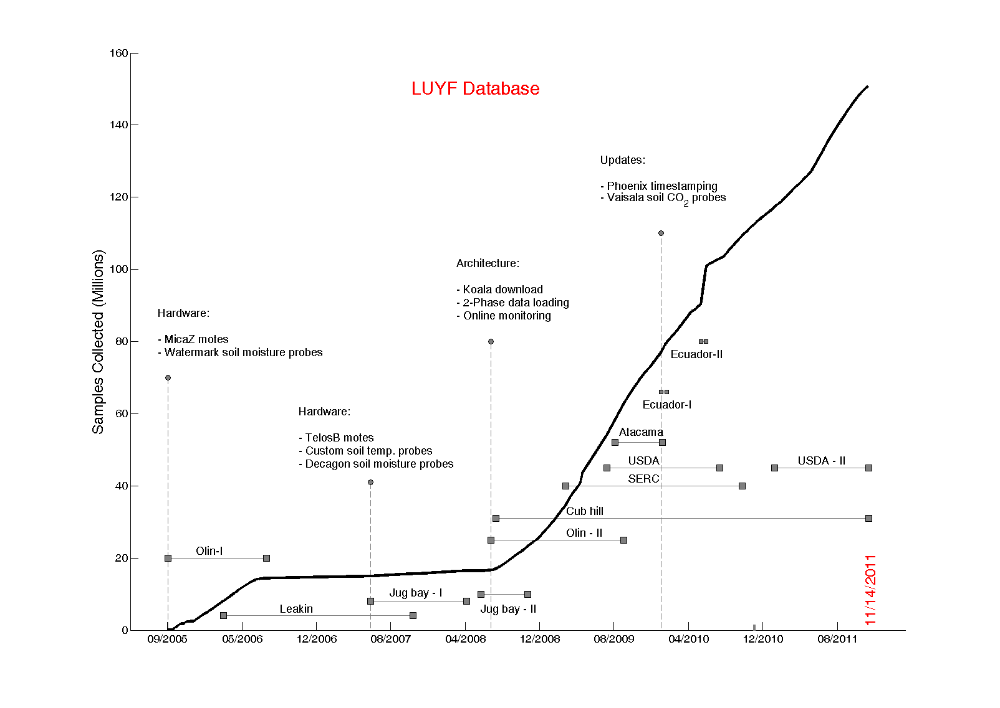 LUYF Database
Samples Collected (Millions)
160
140
120
100
80
60
40
20
0
Updates:
- Phoenix timestamping
- Vaisala soil CO2 probes
Architecture:
- Koala download
- 2-Phase data loading
- Online monitoring
Hardware:
- MicaZ motes
- Watermark soil moisture probes
Hardware:
- TelosB motes
- Custom soil temp. probes
- Decagon soil moisture probes
Ecuador-II
Ecuador-I
Atacama
USDA
USDA - II
SERC
Cub hill
Olin - II
Olin-I
Jug bay - I
Jug bay - II
Leakin
11/14/2011
09/2005
05/2006
12/2006
08/2007
04/2008
12/2008
08/2009
04/2010
12/2010
08/2011